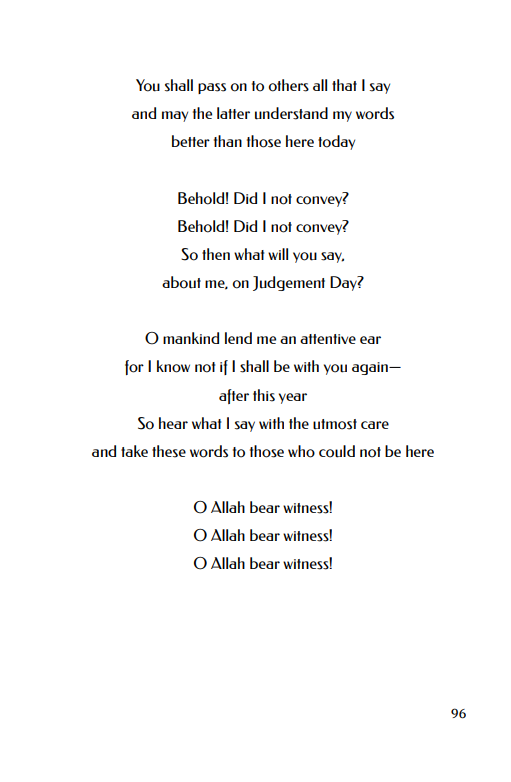 You shall pass on to others all that I say
and may the latter understand my words
better than those here today
Behold! Did I not convey?
Behold! Did I not convey?
So then what will you say,
about me, on Judgement Day?
O mankind lend me an attentive ear
for I know not if I shall be with you again—
after this year
So hear what I say with the utmost care
and take these words to those who could not be here
O Allah bear witness!
O Allah bear witness!
O Allah bear witness!
96